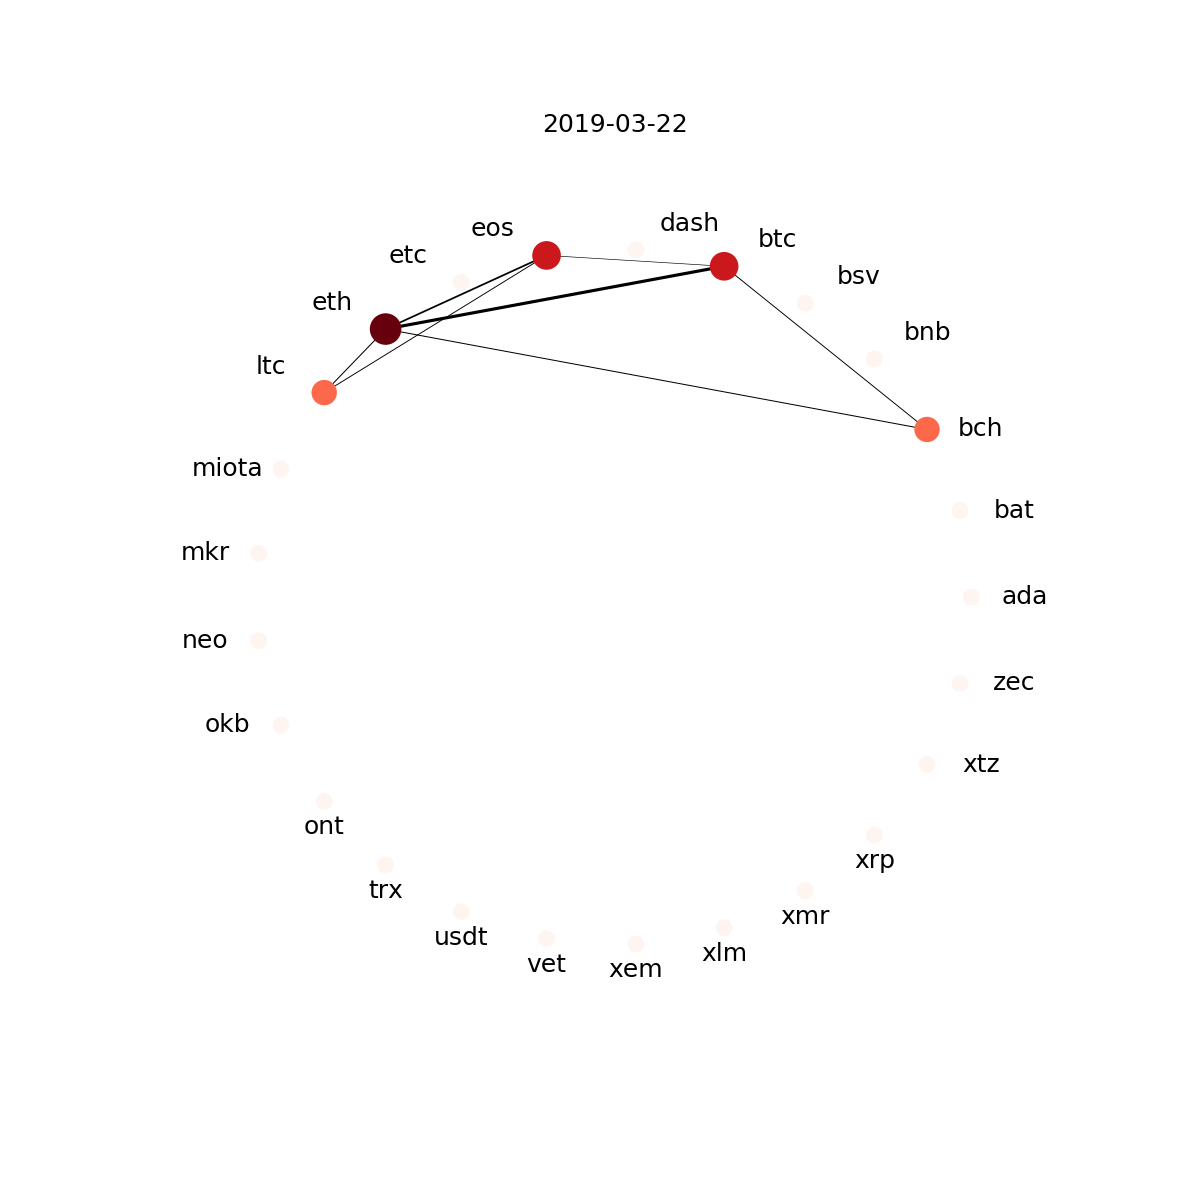 2019-03-22
dash
eos
btc
etc
bsv
eth
bnb
ltc
bch
miota
bat
mkr
ada
neo
zec
okb
xtz
ont
xrp
trx
xmr
usdt
xlm
vet
xem